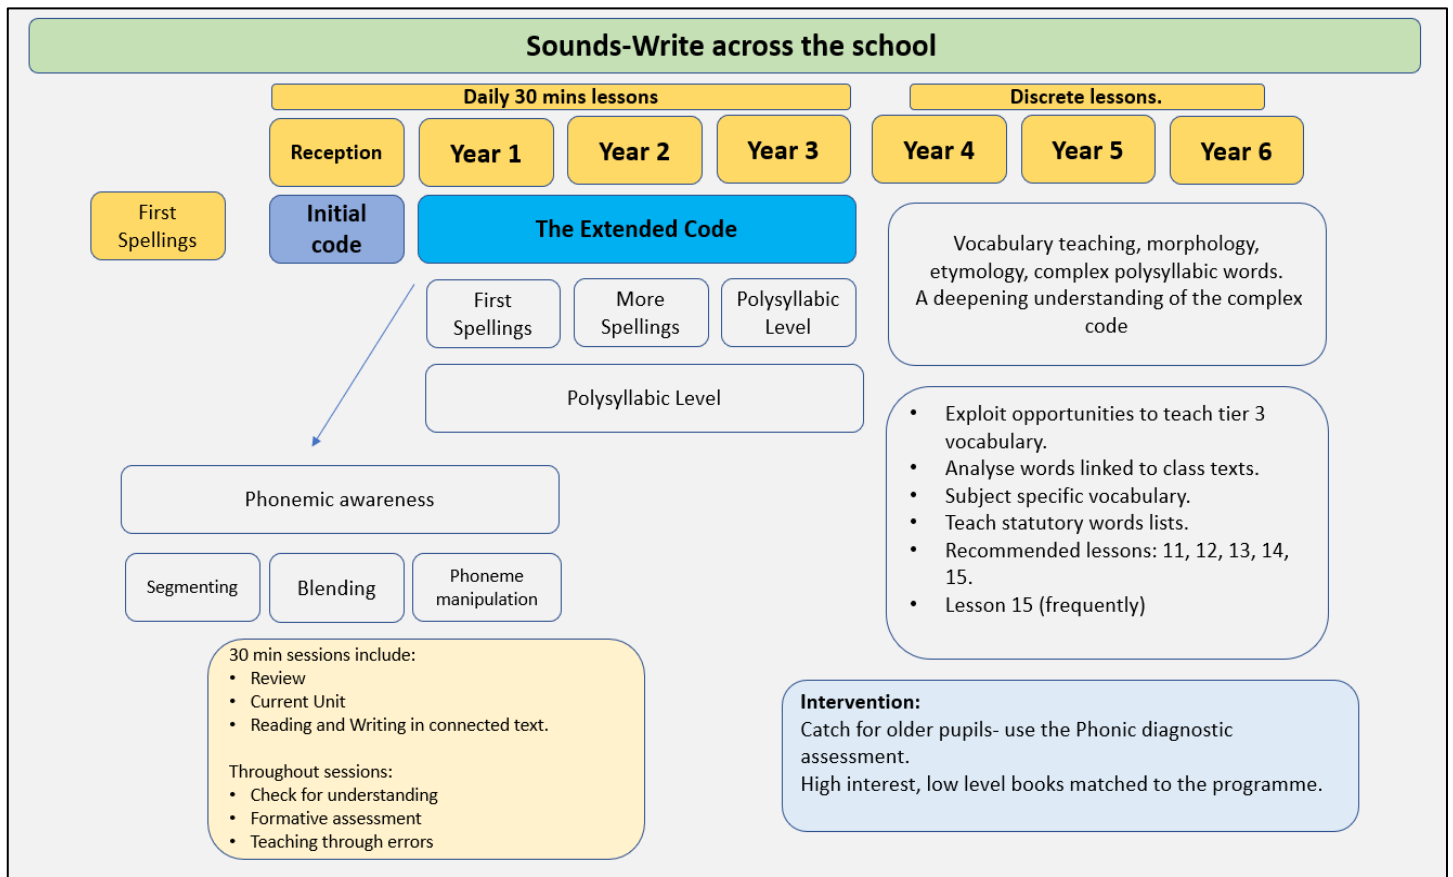 Sounds-Write across the school
Daily 30 mins lessons
Discrete lessons.
Reception
Year 1
Year 2
Year 3
Year 4
Year 5
Year 6
First
Spellings
Initial
code
The Extended Code
First
Spellings
More
Spellings
Polysyllabic
Level
Polysyllabic Level
Vocabulary teaching, morphology,
etymology, complex polysyllabic words.
A deepening understanding of the complex
code
• Exploit opportunities to teach tier 3
vocabulary.
• Analyse words linked to class texts.
• Subject specific vocabulary.
• Teach statutory words lists.
• Recommended lessons: 11, 12, 13, 14,
15.
• Lesson 15 (frequently)
Phonemic awareness
Segmenting
Blending
Phoneme
manipulation
30 min sessions include:
• Review
• Current Unit
• Reading and Writing in connected text.
Throughout sessions:
• Check for understanding
• Formative assessment
• Teaching through errors
Intervention:
Catch for older pupils- use the Phonic diagnostic
assessment.
High interest, low level books matched to the programme.